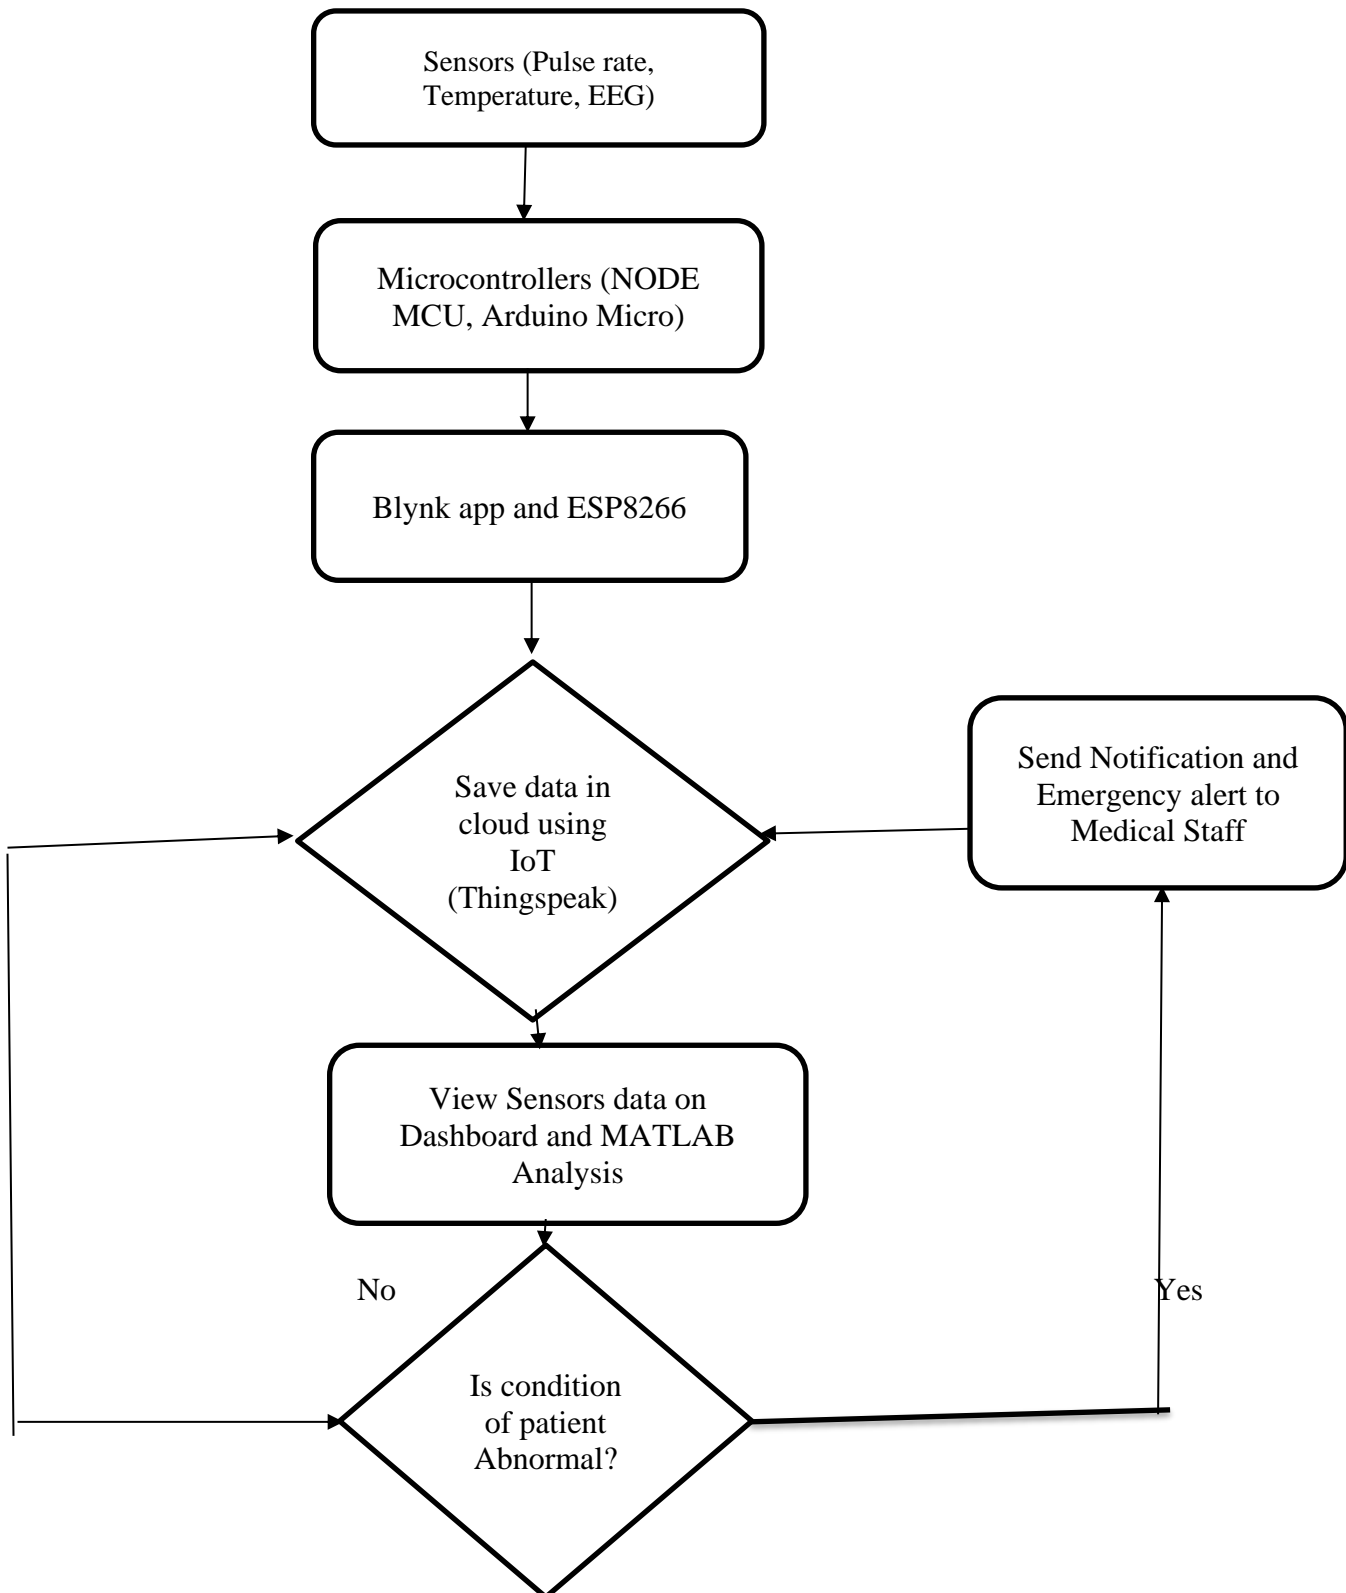 Sensors (Pulse rate,
Temperature, EEG)
Microcontrollers (NODE
MCU, Arduino Micro)
Blynk app and ESP8266
Save data in
cloud using
IoT
(Thingspeak)
Send Notification and
Emergency alert to
Medical Staff
View Sensors data on
Dashboard and MATLAB
Analysis
No
Yes
Is condition
of patient
Abnormal?